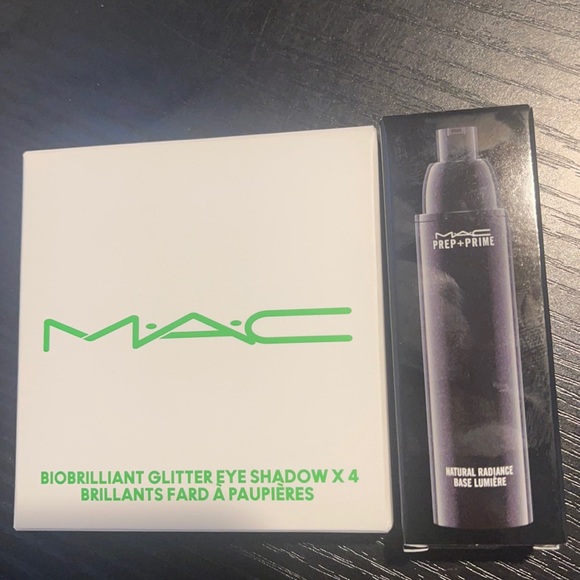 M·A·C
BIOBRILLIANT GLITTER EYE SHADOW X 4
BRILLANTS FARD À PAUPIÈRES
MAC
PREP+PRIME
NATURAL RADIANCE
BASE LUMIÈRE